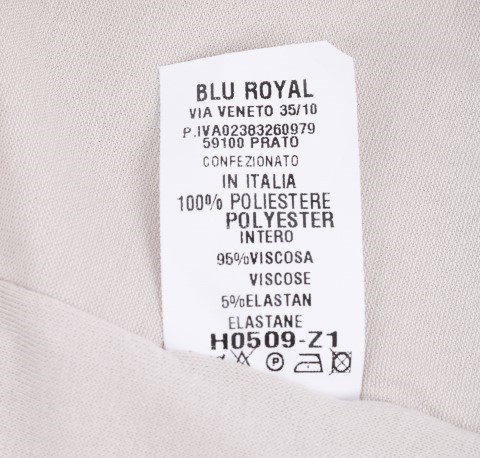 BLU ROYAL
VIA VENETO 35/10
P.IVA02383260979
59100 PRATO
CONFEZIONATO
IN ITALIA
100% POLIESTERE
POLYESTER
INTERO
95%VISCOSA
VISCOSE
5%ELASTAN
ELASTANE
H0509-Z1
P